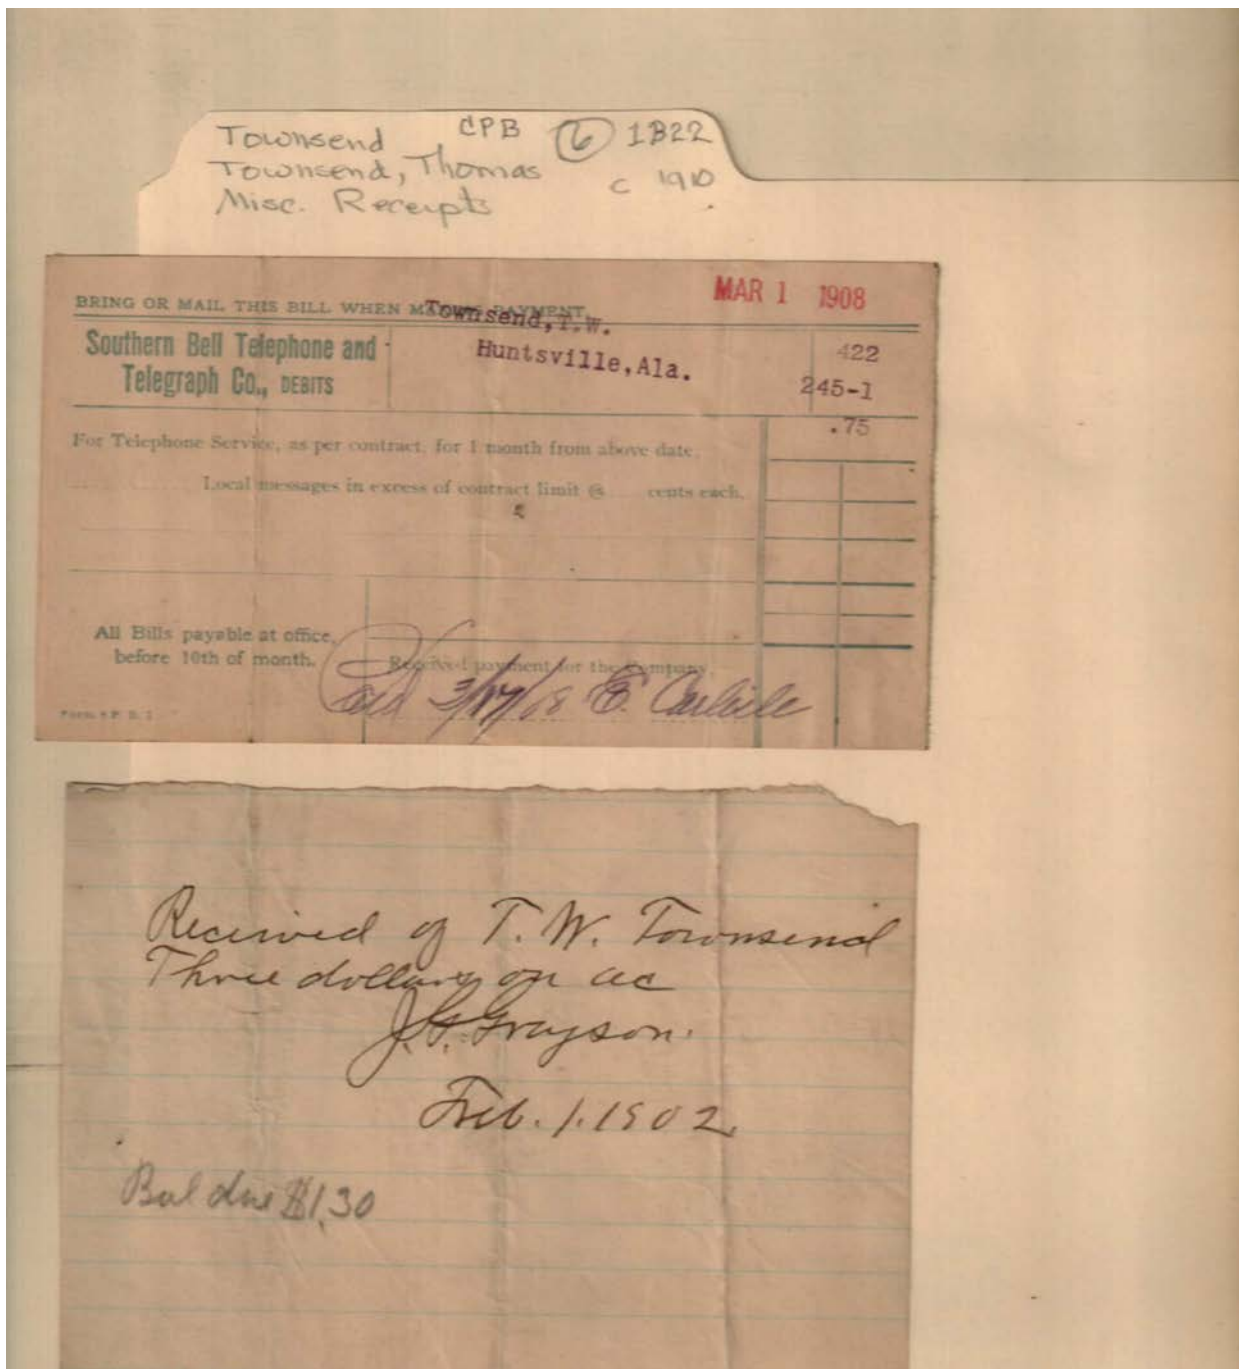 Townsend CPB 6 1B22
Townsend, Thomas c 1910
Misc. Receipts
MAR 1 1908
BRING OR MAIL THIS BILL WHEN MAKING PAYMENT.
Townsend, T.W.
Southern Bell Telephone and
Huntsville, Ala. 422
Telegraph Co., DEBITS
245-1
.75
For Telephone Service, as per contract, for 1 month from above date.
Local messages in excess of contract limit @ cents each.
All Bills payable at office,
before 10th of month.
Received payment for the Company
Paid 3/17/08 E. Carlisle
Received of T. W. Townsend
Three dollars on ac
J. G. Grayson.
Feb. 1. 1902
Bal due $1.30